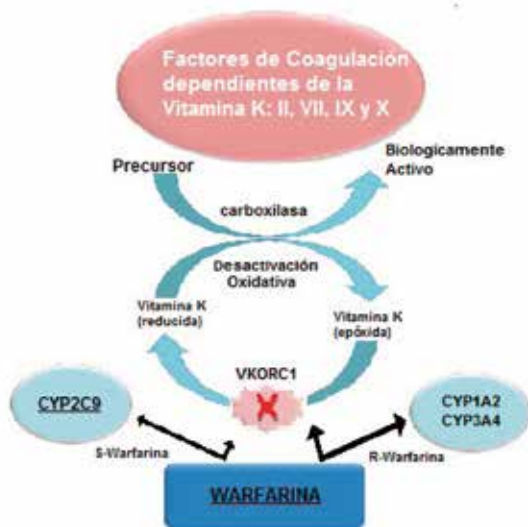 Factores de Coagulación
dependientes de la
Vitamina K: II, VII, IX y X
Precursor
Biologicamente
Activo
carboxilasa
Desactivación
Oxidativa
Vitamina K
(reducida)
Vitamina K
(epóxida)
VKORC1
CYP2C9
CYP1A2
CYP3A4
S-Warfarina
R-Warfarina
WARFARINA